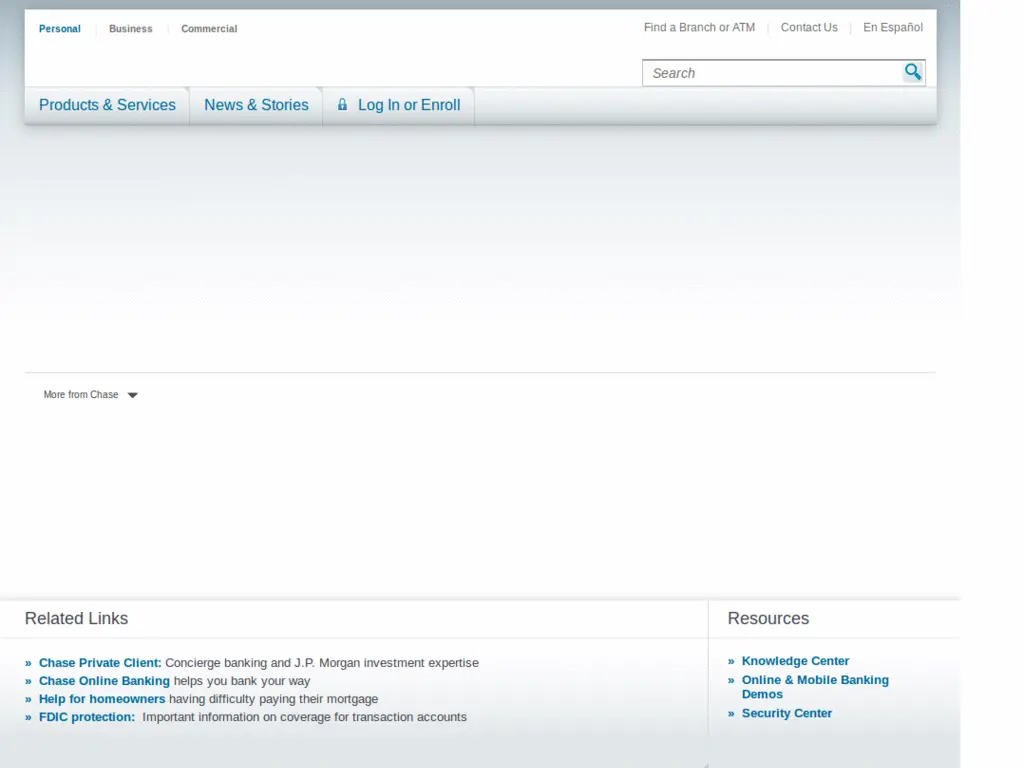 Personal Business Commercial
Find a Branch or ATM Contact Us En Español
Search
Products & Services News & Stories Log In or Enroll
More from Chase
Related Links
» Chase Private Client: Concierge banking and J.P. Morgan investment expertise
» Chase Online Banking helps you bank your way
» Help for homeowners having difficulty paying their mortgage
» FDIC protection: Important information on coverage for transaction accounts
Resources
» Knowledge Center
» Online & Mobile Banking
Demos
» Security Center